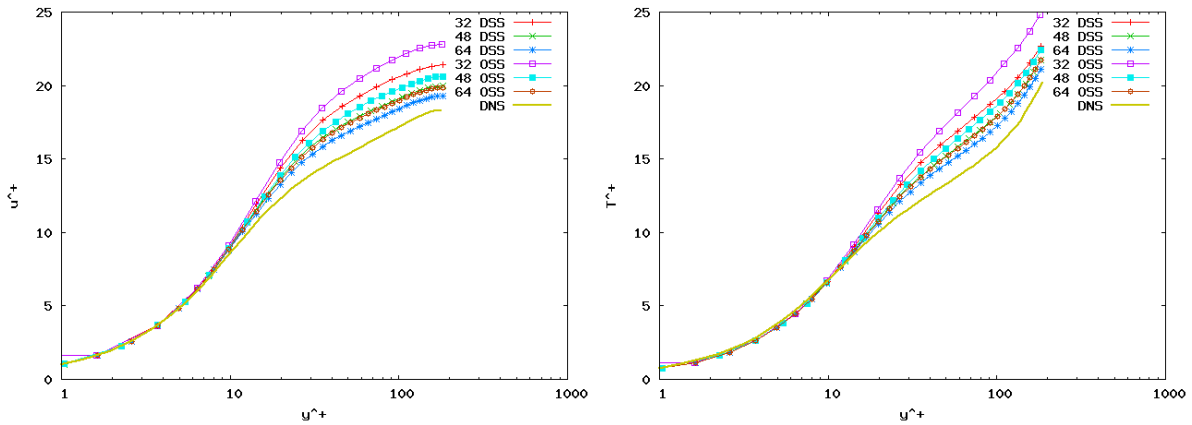 25
20
15
10
5
0
1
10
100
1000
u^+
y^+
32 DSS
48 DSS
64 DSS
32 OSS
48 OSS
64 OSS
DNS
25
20
15
10
5
0
1
10
100
1000
T^+
y^+
32 DSS
48 DSS
64 DSS
32 OSS
48 OSS
64 OSS
DNS